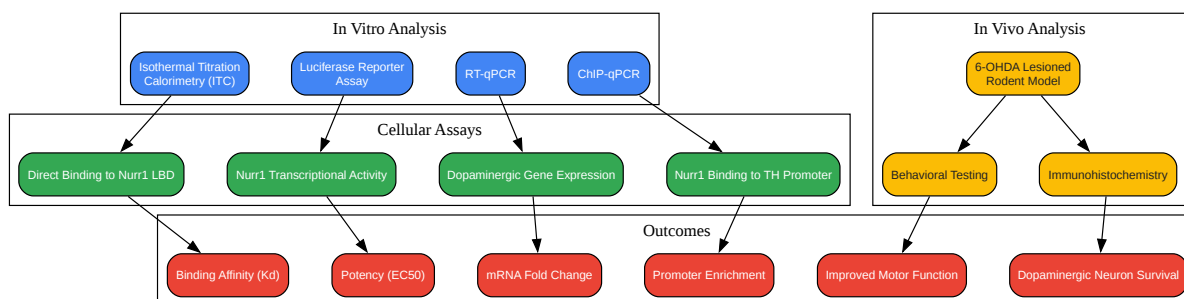 In Vitro Analysis
In Vivo Analysis
Isothermal Titration
Calorimetry (ITC)
Luciferase Reporter
Assay
RT-qPCR
ChIP-qPCR
6-OHDA Lesioned
Rodent Model
Cellular Assays
Direct Binding to Nurr1 LBD
Nurr1 Transcriptional Activity
Dopaminergic Gene Expression
Nurr1 Binding to TH Promoter
Behavioral Testing
Immunohistochemistry
Outcomes
Binding Affinity (Kd)
Potency (EC50)
mRNA Fold Change
Promoter Enrichment
Improved Motor Function
Dopaminergic Neuron Survival